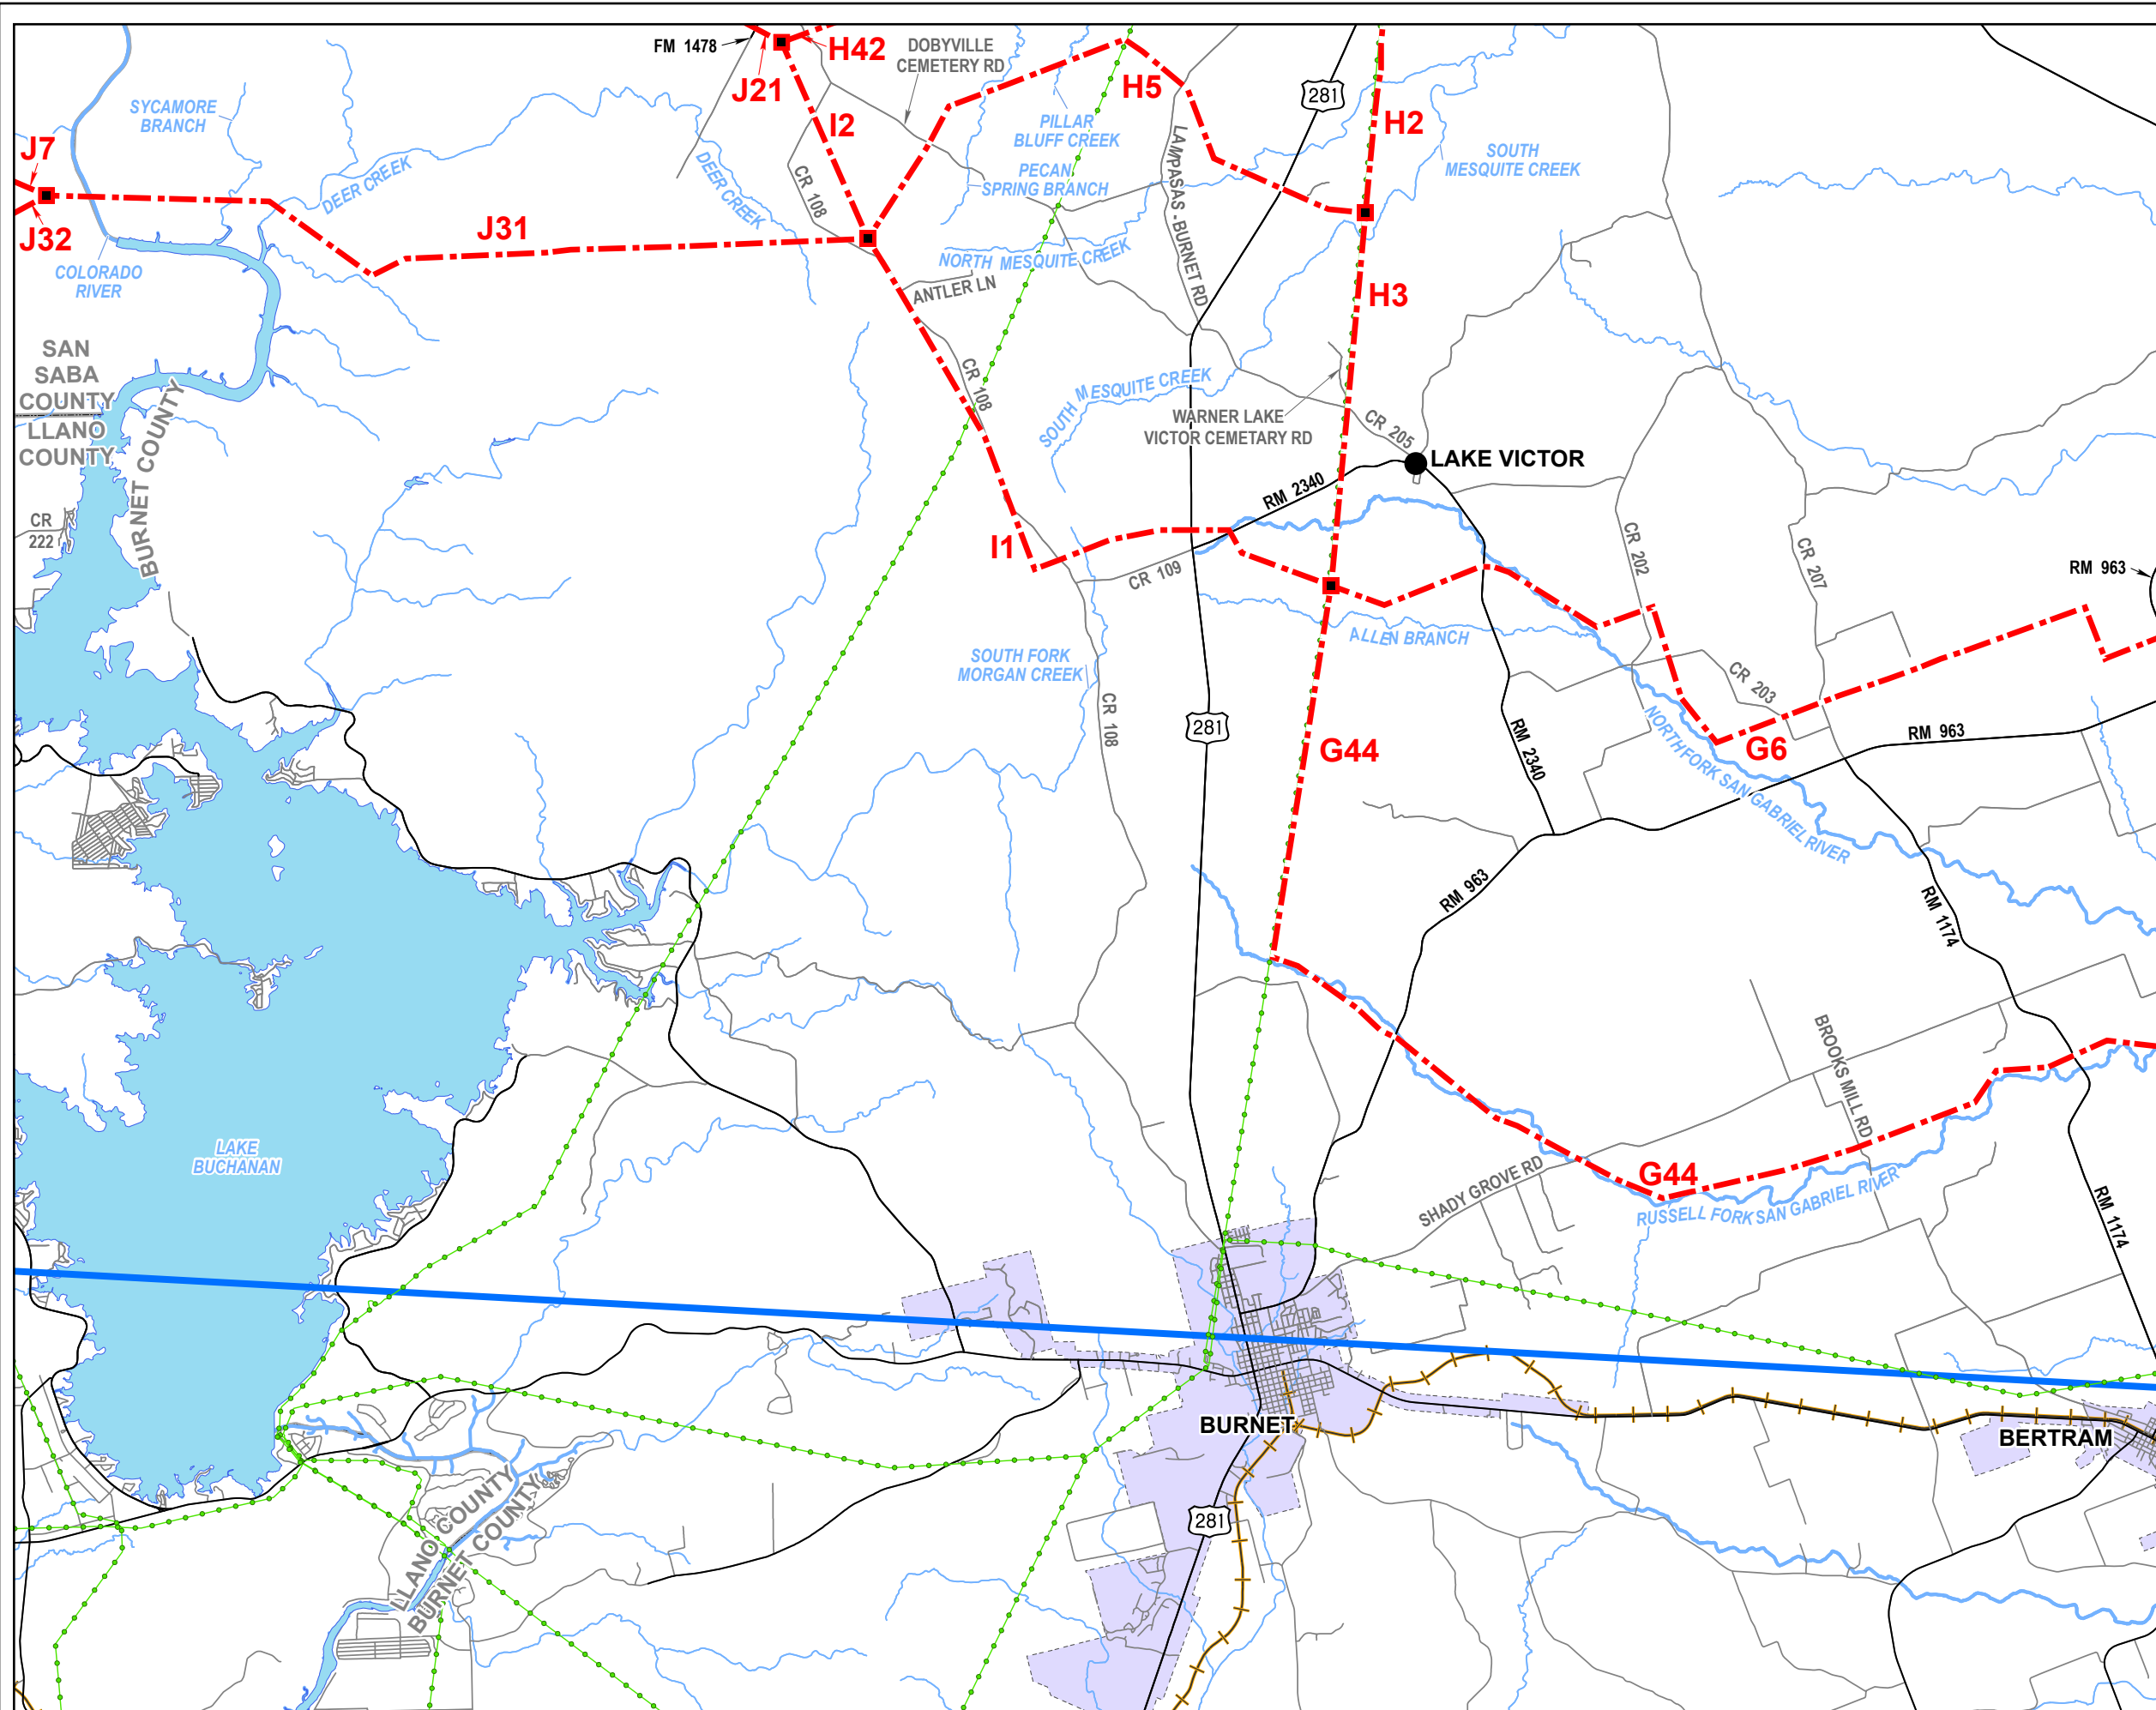 FM 1478
J21
H42
DOBYVILLE
CEMETERY RD
H5
281
H2
SYCAMORE
BRANCH
I2
PILLAR
BLUFF CREEK
LAMPASAS - BURNET RD
SOUTH
MESQUITE CREEK
J7
DEER CREEK
DEER CREEK
PECAN
SPRING BRANCH
CR 108
J32
J31
NORTH MESQUITE CREEK
COLORADO
RIVER
ANTLER LN
H3
SAN
SABA
COUNTY
LLANO
COUNTY
BURNET COUNTY
CR 108
SOUTH MESQUITE CREEK
WARNER LAKE
VICTOR CEMETARY RD
CR 205
LAKE VICTOR
RM 2340
CR
222
I1
CR 109
CR 202
CR 207
RM 963
ALLEN BRANCH
SOUTH FORK
MORGAN CREEK
CR 108
281
G44
RM 2340
CR 203
G6
RM 963
NORTH FORK SAN GABRIEL RIVER
RM 963
RM 1174
BROOKS MILL RD
LAKE
BUCHANAN
SHADY GROVE RD
G44
RUSSELL FORK SAN GABRIEL RIVER
RM 1174
BURNET
BERTRAM
LLANO COUNTY
BURNET COUNTY
281